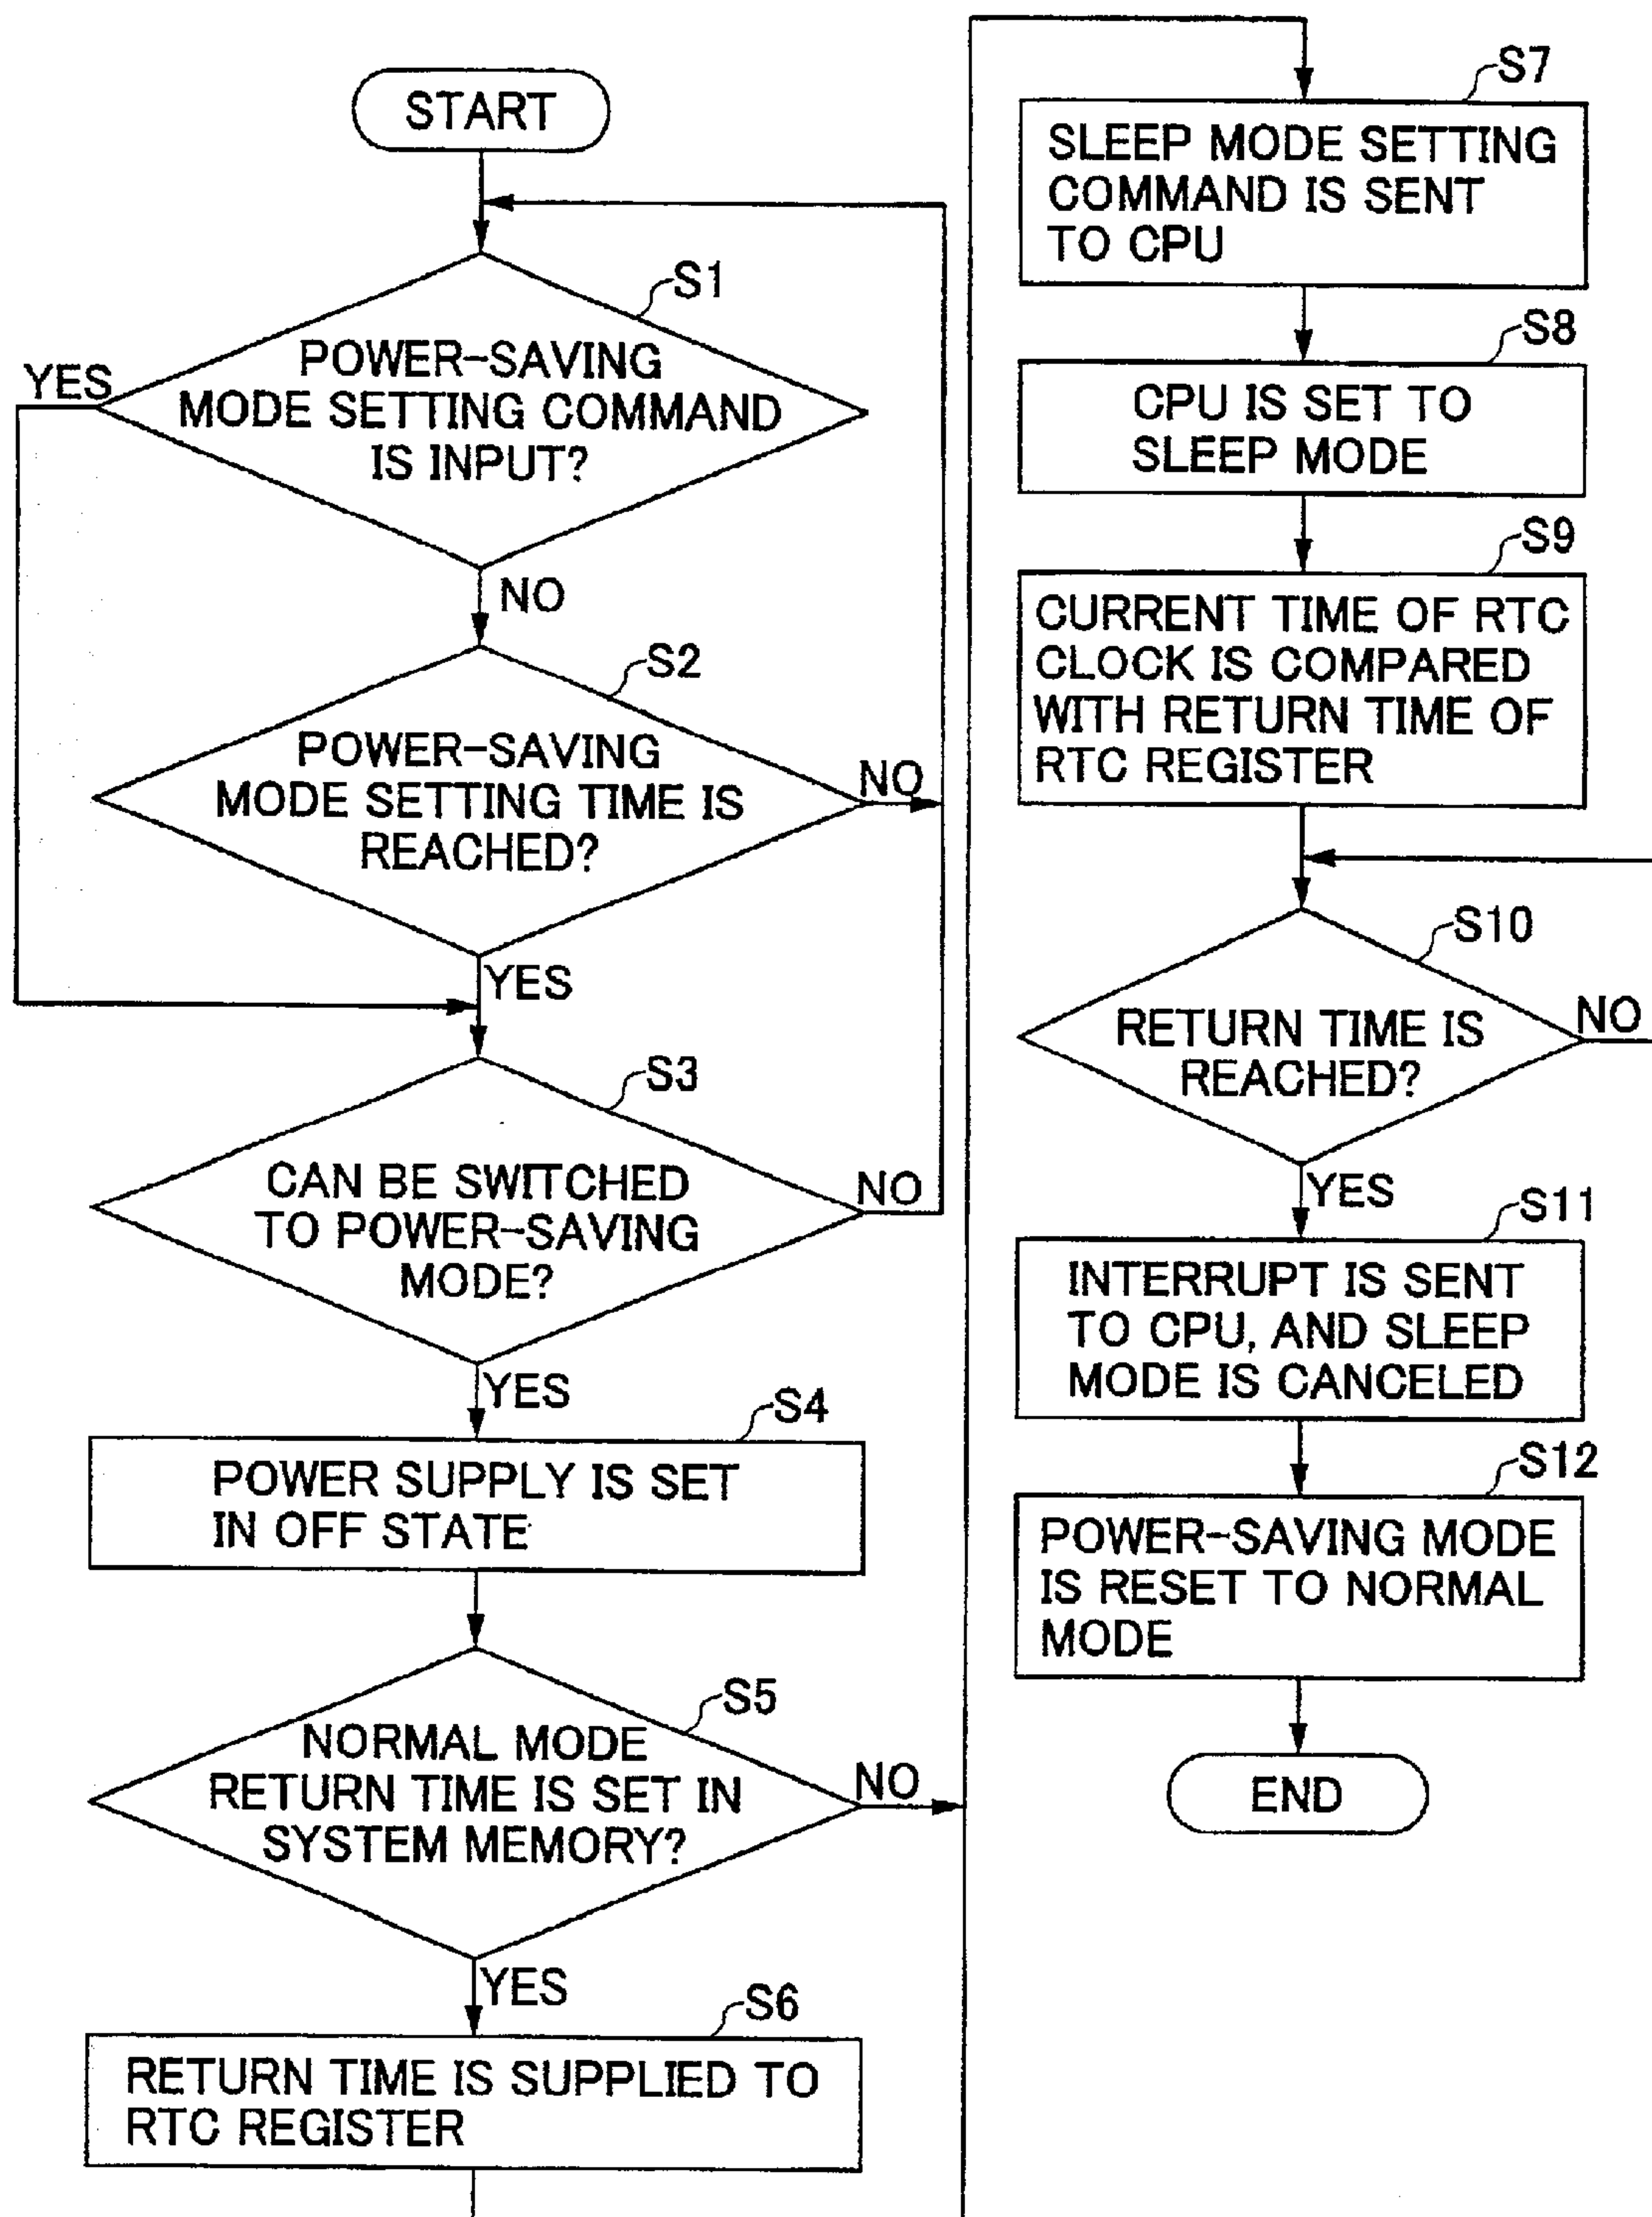 START
S1
POWER-SAVING
MODE SETTING COMMAND
IS INPUT?
YES
NO
S2
POWER-SAVING
MODE SETTING TIME IS
REACHED?
NO
YES
S3
CAN BE SWITCHED
TO POWER-SAVING
MODE?
NO
YES
S4
POWER SUPPLY IS SET
IN OFF STATE
S5
NORMAL MODE
RETURN TIME IS SET IN
SYSTEM MEMORY?
NO
YES
S6
RETURN TIME IS SUPPLIED TO
RTC REGISTER
S7
SLEEP MODE SETTING
COMMAND IS SENT
TO CPU
S8
CPU IS SET TO
SLEEP MODE
S9
CURRENT TIME OF RTC
CLOCK IS COMPARED
WITH RETURN TIME OF
RTC REGISTER
S10
RETURN TIME IS
REACHED?
NO
YES
S11
INTERRUPT IS SENT
TO CPU, AND SLEEP
MODE IS CANCELED
S12
POWER-SAVING MODE
IS RESET TO NORMAL
MODE
END